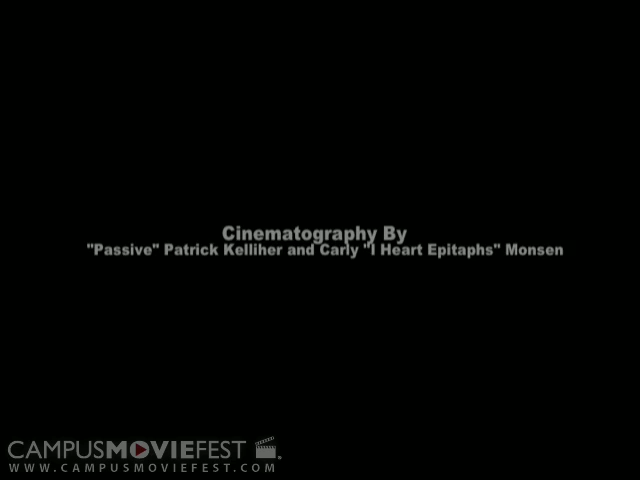 Cinematography By
"Passive" Patrick Kelliher and Carly "I Heart Epitaphs" Monsen
CAMPUSMOVIEFEST
WWW.CAMPUSMOVIEFEST.COM